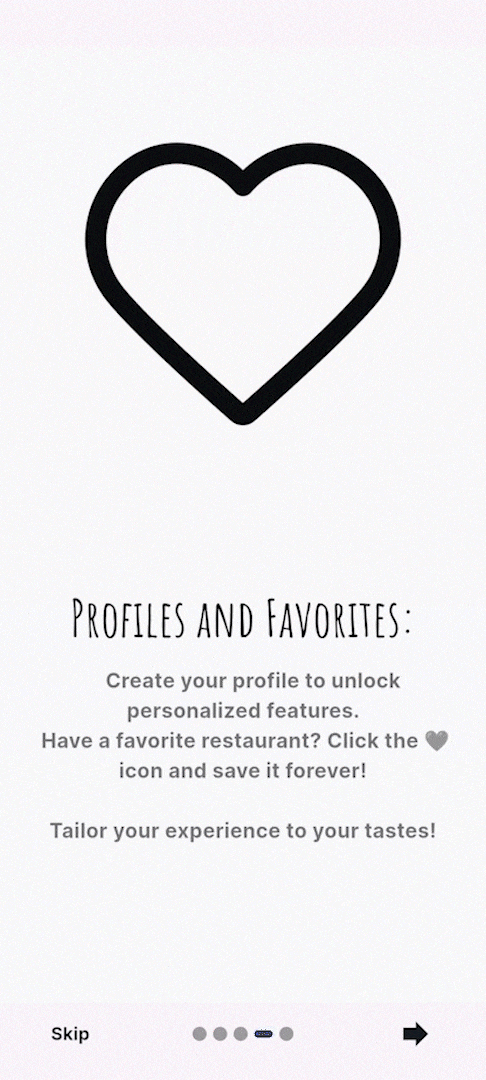 Profiles and Favorites:
Create your profile to unlock
personalized features.
Have a favorite restaurant? Click the 🖤
icon and save it forever!
Tailor your experience to your tastes!
Skip